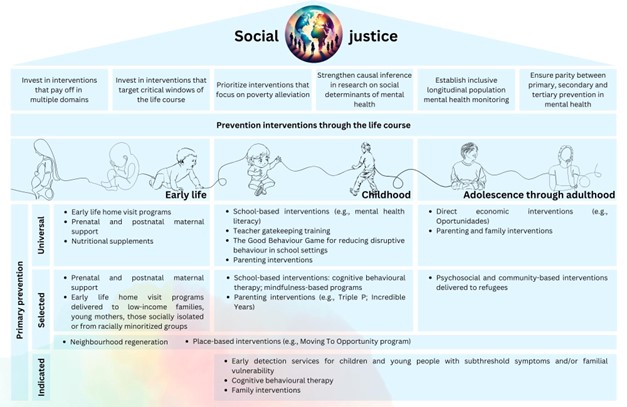 Social justice
Invest in interventions
that pay off in
multiple domains
Invest in interventions that
target critical windows of
the life course
Prioritize interventions that
focus on poverty alleviation
Strengthen causal inference
in research on social
determinants of mental
health
Establish inclusive
longitudinal population
mental health monitoring
Ensure parity between
primary, secondary and
tertiary prevention in
mental health
Prevention interventions through the life course
Early life
Childhood
Adolescence through adulthood
Primary prevention
Universal
• Early life home visit programs
• Prenatal and postnatal maternal
support
• Nutritional supplements
• School-based interventions (e.g., mental health
literacy)
• Teacher gatekeeping training
• The Good Behaviour Game for reducing disruptive
behaviour in school settings
• Parenting interventions
• Direct economic interventions (e.g.,
Oportunidades)
• Parenting and family interventions
Selected
• Prenatal and postnatal maternal
support
• Early life home visit programs
delivered to low-income families,
young mothers, those socially isolated
or from racially minoritized groups
• School-based interventions: cognitive behavioural
therapy; mindfulness-based programs
• Parenting interventions (e.g., Triple P; Incredible
Years)
• Psychosocial and community-based interventions
delivered to refugees
• Neighbourhood regeneration • Place-based interventions (e.g., Moving To Opportunity program)
Indicated
• Early detection services for children and young people with subthreshold symptoms and/or familial
vulnerability
• Cognitive behavioural therapy
• Family interventions